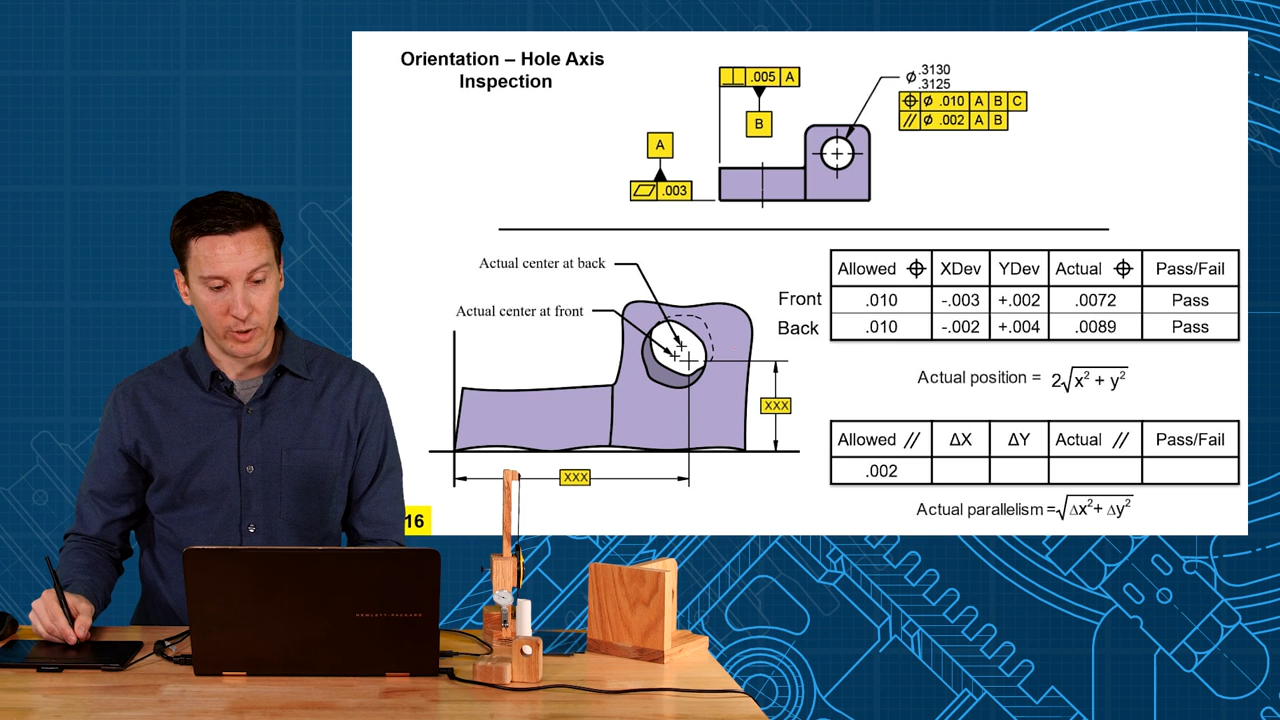 Orientation – Hole Axis
Inspection
⟂ .005 A
B
A
⏥ .003
⌀ .3130
.3125
⌖ ⌀ .010 A B C
// ⌀ .002 A B
Actual center at back
Actual center at front
XXX
XXX
Allowed ⌖ XDev YDev Actual ⌖ Pass/Fail
Front .010 -.003 +.002 .0072 Pass
Back .010 -.002 +.004 .0089 Pass
Actual position = 2√x² + y²
Allowed // ΔX ΔY Actual // Pass/Fail
.002
Actual parallelism =√Δx²+ Δy²
16
HEWLETT-PACKARD